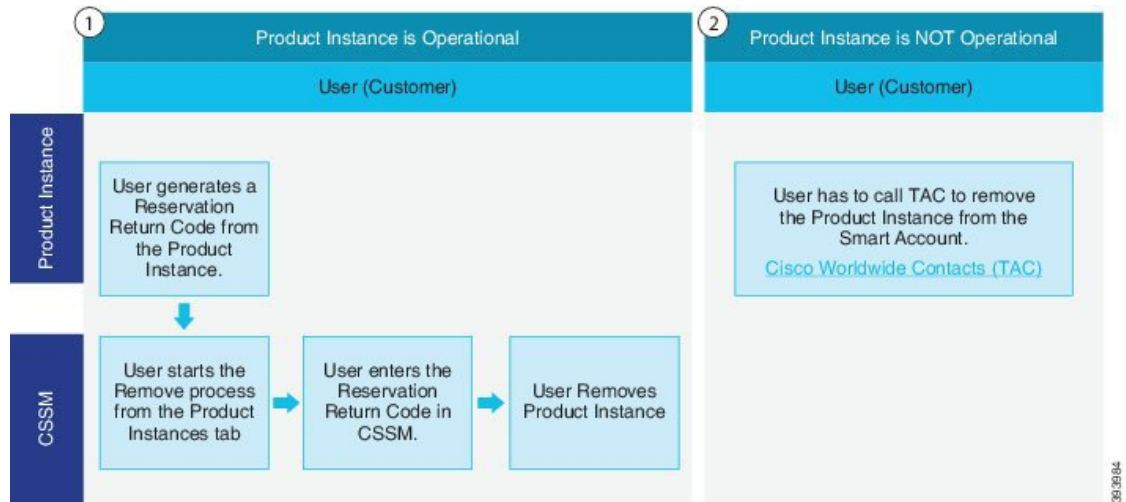 1
Product Instance is Operational
User (Customer)
2
Product Instance is NOT Operational
User (Customer)
Product Instance
User generates a
Reservation
Return Code from
the Product
Instance.
User has to call TAC to remove
the Product Instance from the
Smart Account.
Cisco Worldwide Contacts (TAC)
CSSM
User starts the
Remove process
from the Product
Instances tab
User enters the
Reservation
Return Code in
CSSM.
User Removes
Product Instance
393984